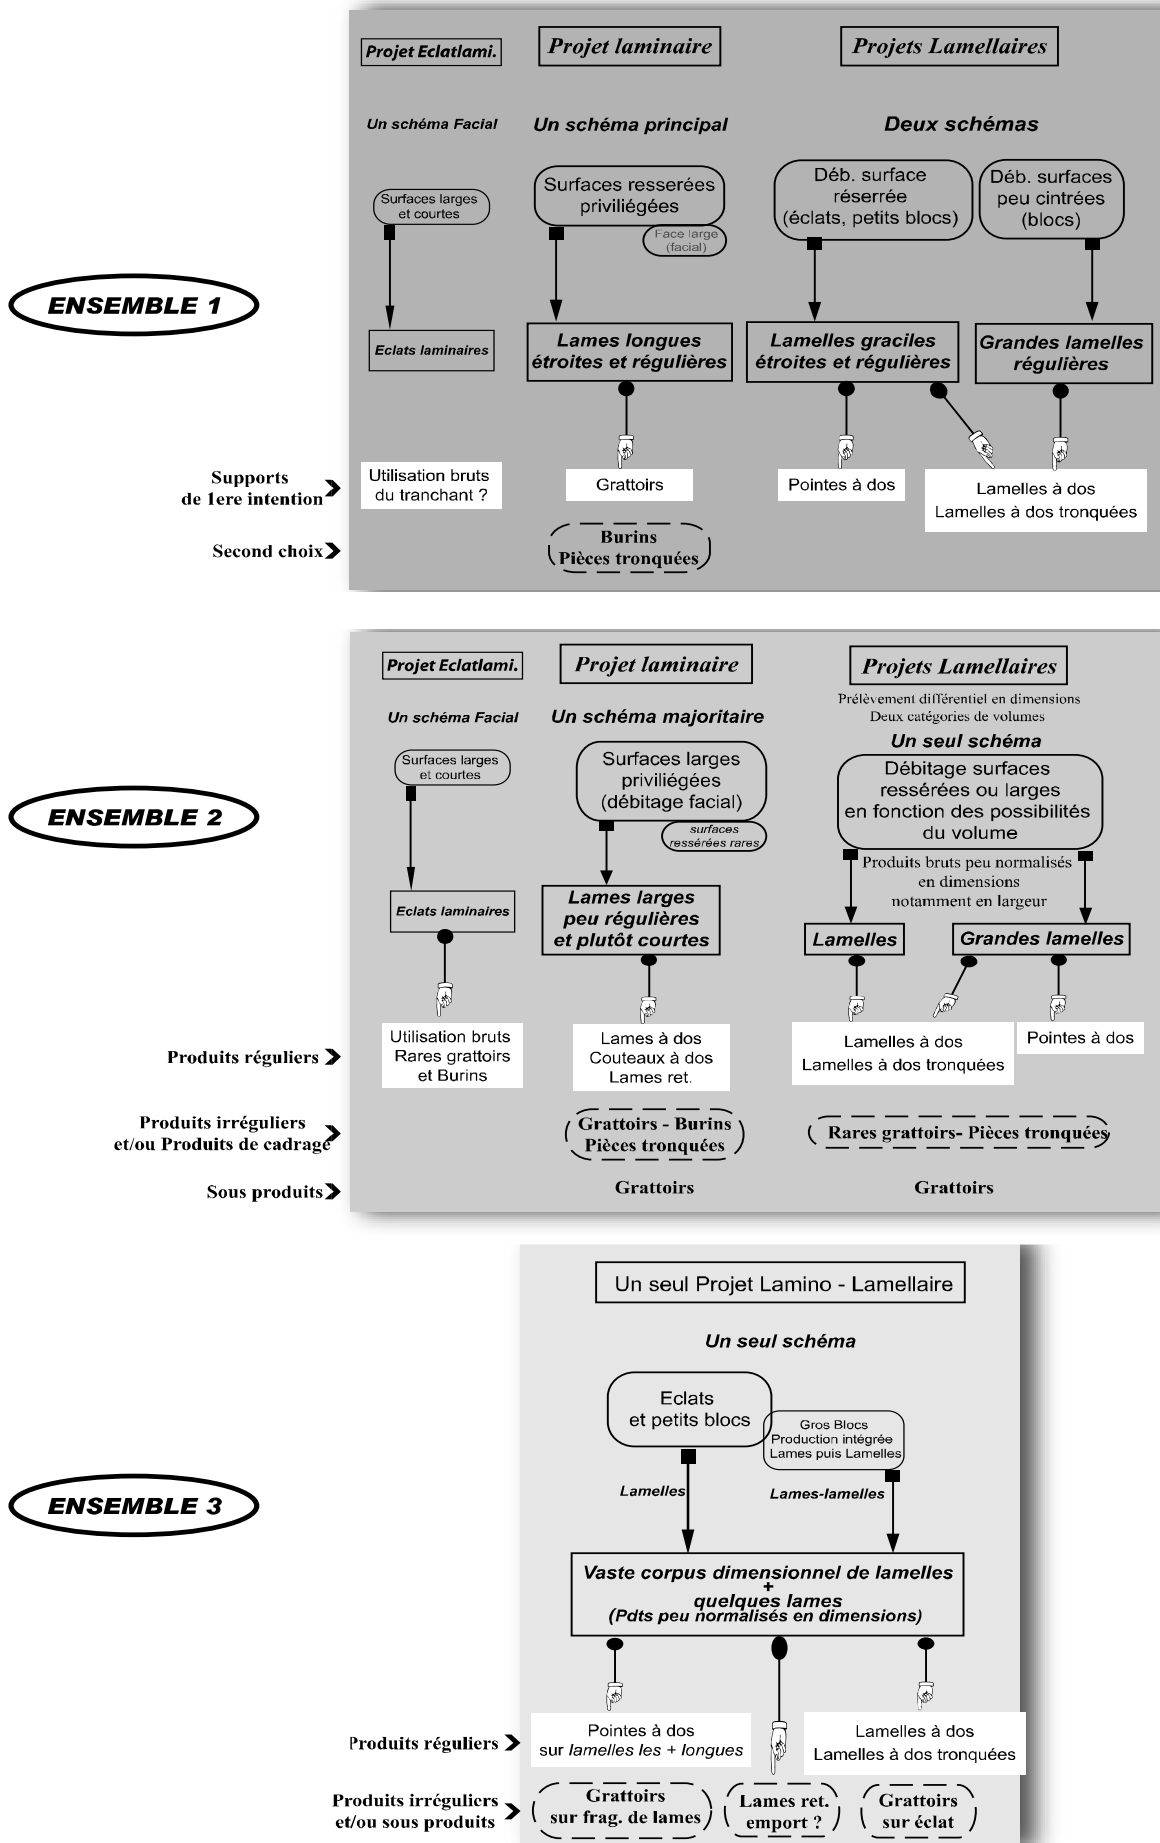 Projet Eclatlami.
Projet laminaire
Projets Lamellaires
Un schéma Facial
Un schéma principal
Deux schémas
Surfaces larges
et courtes
Surfaces resserées
priviliégées
Face large
(facial)
Déb. surface
réserrée
(éclats, petits blocs)
Déb. surfaces
peu cintrées
(blocs)
ENSEMBLE 1
Eclats laminaires
Lames longues
étroites et régulières
Lamelles graciles
étroites et régulières
Grandes lamelles
régulières
Supports
de 1ere intention
Utilisation bruts
du tranchant ?
Grattoirs
Pointes à dos
Lamelles à dos
Lamelles à dos tronquées
Second choix
Burins
Pièces tronquées
Projet Eclatlami.
Projet laminaire
Projets Lamellaires
Prélèvement différentiel en dimensions
Deux catégories de volumes
Un schéma Facial
Un schéma majoritaire
Un seul schéma
Surfaces larges
et courtes
Surfaces larges
priviliégées
(débitage facial)
surfaces
ressérées rares
Débitage surfaces
ressérées ou larges
en fonction des possibilités
du volume
ENSEMBLE 2
Produits bruts peu normalisés
en dimensions
notamment en largeur
Eclats laminaires
Lames larges
peu régulières
et plutôt courtes
Lamelles
Grandes lamelles
Produits réguliers
Utilisation bruts
Rares grattoirs
et Burins
Lames à dos
Couteaux à dos
Lames ret.
Lamelles à dos
Lamelles à dos tronquées
Pointes à dos
Produits irréguliers
et/ou Produits de cadrage
Grattoirs - Burins
Pièces tronquées
Rares grattoirs- Pièces tronquées
Sous produits
Grattoirs
Grattoirs
Un seul Projet Lamino - Lamellaire
Un seul schéma
Eclats
et petits blocs
Gros Blocs
Production intégrée
Lames puis Lamelles
ENSEMBLE 3
Lamelles
Lames-lamelles
Vaste corpus dimensionnel de lamelles
+
quelques lames
(Pdts peu normalisés en dimensions)
Produits réguliers
Pointes à dos
sur lamelles les + longues
Lamelles à dos
Lamelles à dos tronquées
Produits irréguliers
et/ou sous produits
Grattoirs
sur frag. de lames
Lames ret.
emport ?
Grattoirs
sur éclat